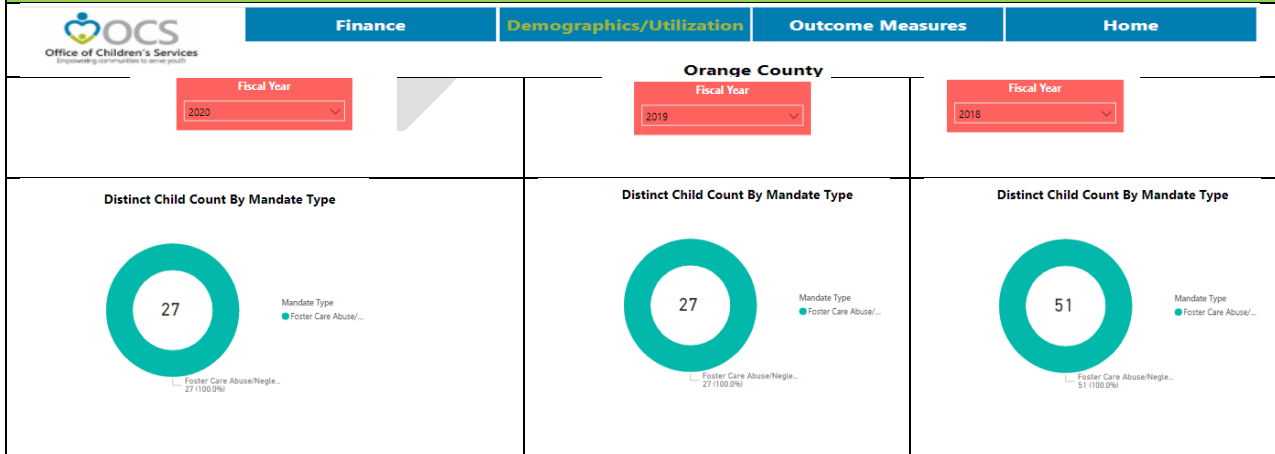 OCS
Office of Children's Services
Empowering communities to serve youth
Finance
Demographics/Utilization
Outcome Measures
Home
Orange County
Fiscal Year
2020
Fiscal Year
2019
Fiscal Year
2018
Distinct Child Count By Mandate Type
27
Mandate Type
Foster Care Abuse/...
Foster Care Abuse/Negle...
27 (100.0%)
Distinct Child Count By Mandate Type
27
Mandate Type
Foster Care Abuse/...
Foster Care Abuse/Negle...
27 (100.0%)
Distinct Child Count By Mandate Type
51
Mandate Type
Foster Care Abuse/...
Foster Care Abuse/Negle...
51 (100.0%)